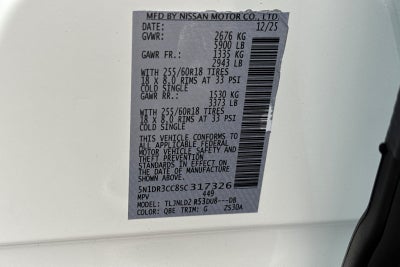 MFD BY NISSAN MOTOR CO., LTD.
DATE: 12/25
GVWR: 2676 KG
5900 LB
GAWR FR.: 1335 KG
2943 LB
WITH 255/60R18 TIRES
18 X 8.0 RIMS AT 33 PSI
COLD SINGLE
GAWR RR.: 1530 KG
3373 LB
WITH 255/60R18 TIRES
18 X 8.0 RIMS AT 33 PSI
COLD SINGLE
THIS VEHICLE CONFORMS TO
ALL APPLICABLE FEDERAL
MOTOR VEHICLE SAFETY AND
THEFT PREVENTION
STANDARDS IN EFFECT ON
THE DATE OF MANUFACTURE
SHOWN ABOVE.
5N1DR3CC8SC317326
MPV 449
MODEL: TLJNLD2 R53DU8---DB
COLOR: QBE TRIM: G Z53DA